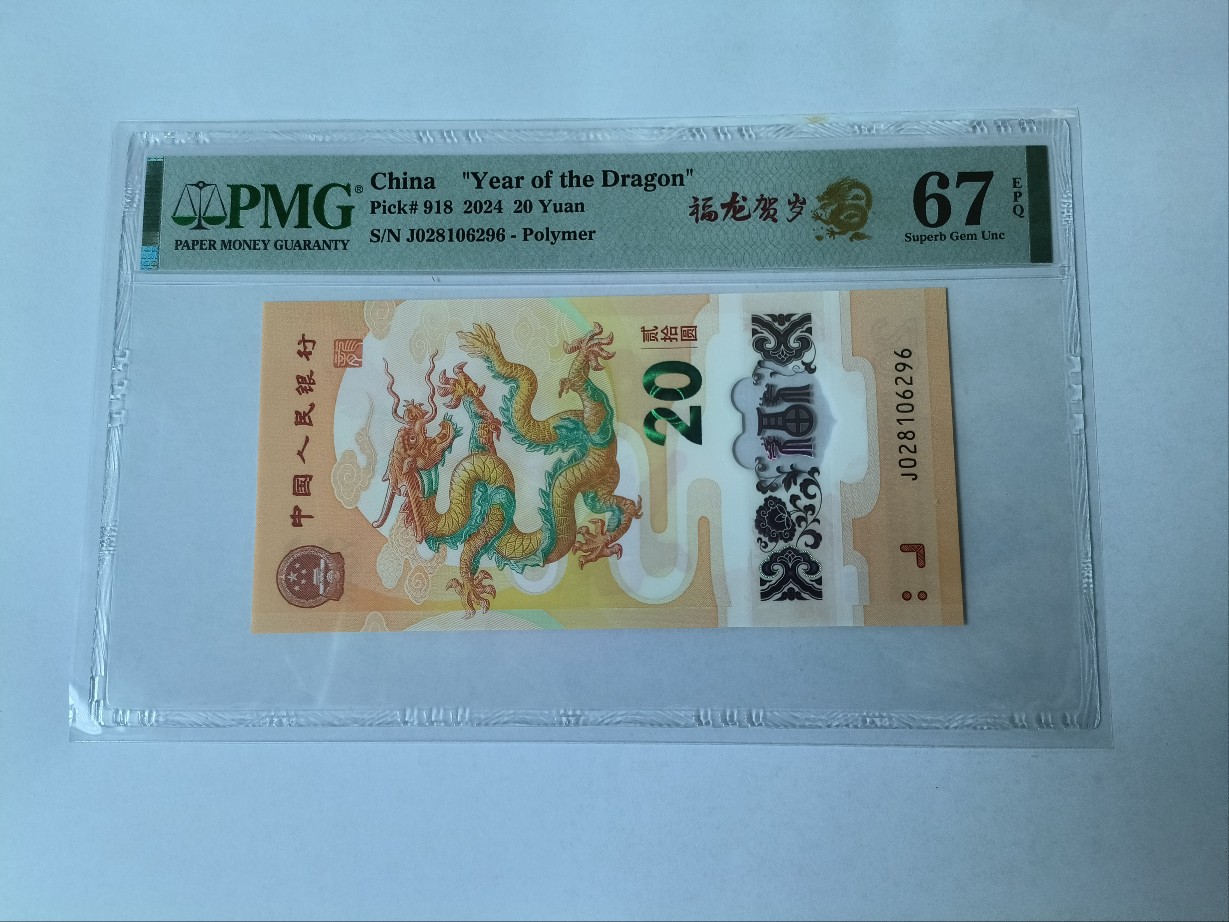 PMG®
PAPER MONEY GUARANTY
China "Year of the Dragon"
Pick# 918 2024 20 Yuan
S/N J028106296 - Polymer
福龙贺岁
67
EPQ
Superb Gem Unc
中国人民银行
贰拾圆
20
J028106296